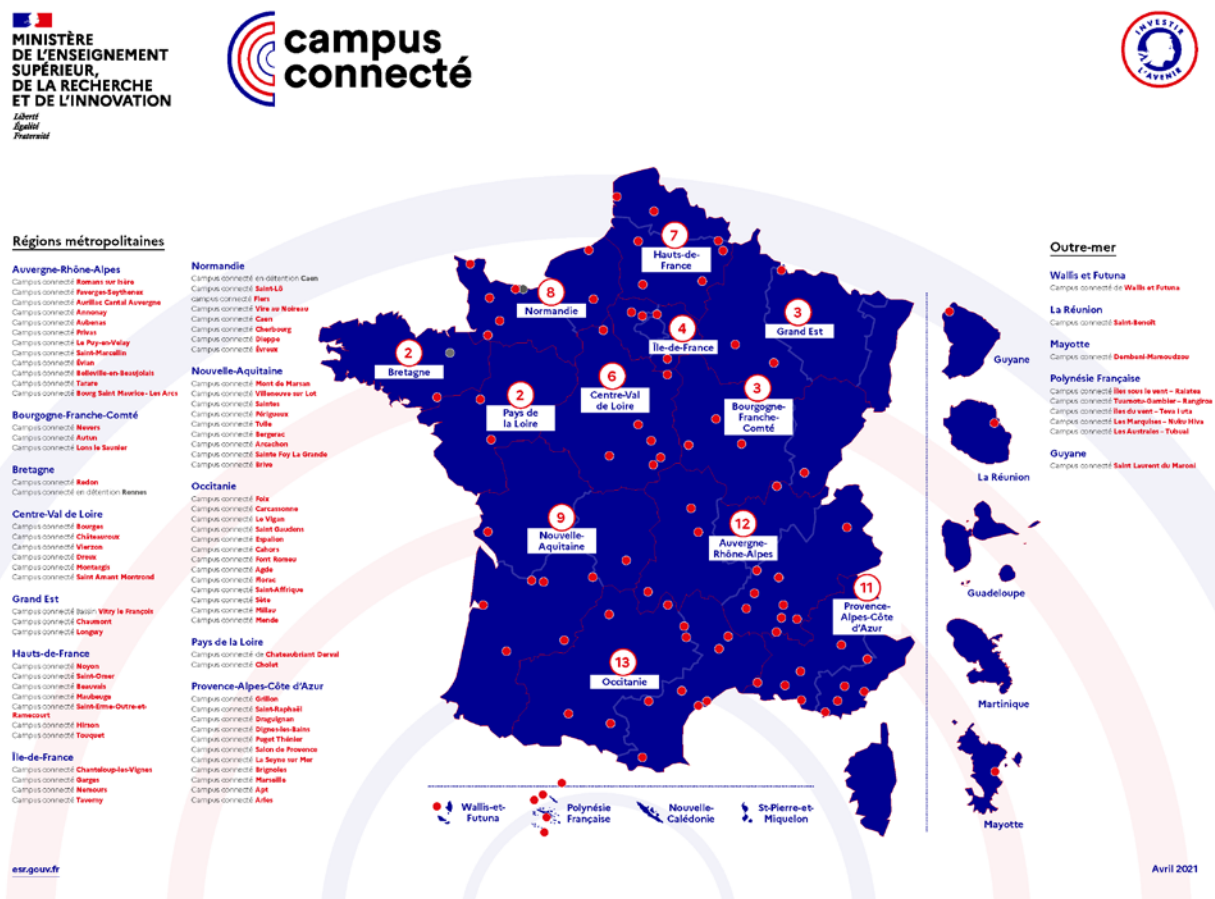 MINISTÈRE
DE L'ENSEIGNEMENT
SUPÉRIEUR,
DE LA RECHERCHE
ET DE L'INNOVATION
Liberté
Égalité
Fraternité
campus
connecté
INVESTIR
L'AVENIR
Régions métropolitaines
Auvergne-Rhône-Alpes
Campus connecté Romans sur Isère
Campus connecté Faverges-Seythenex
Campus connecté Aurillac Cantal Auvergne
Campus connecté Annonay
Campus connecté Aubenas
Campus connecté Privas
Campus connecté Le Puy-en-Velay
Campus connecté Saint-Marcellin
Campus connecté Évian
Campus connecté Belleville-en-Beaujolais
Campus connecté Tarare
Campus connecté Bourg Saint Maurice - Les Arcs
Bourgogne-Franche-Comté
Campus connecté Nevers
Campus connecté Autun
Campus connecté Lons le Saunier
Bretagne
Campus connecté Redon
Campus connecté en détention Rennes
Centre-Val de Loire
Campus connecté Bourges
Campus connecté Châteauroux
Campus connecté Vierzon
Campus connecté Dreux
Campus connecté Montargis
Campus connecté Saint Amant Montrond
Grand Est
Campus connecté Bassin Vitry le François
Campus connecté Chaumont
Campus connecté Longwy
Hauts-de-France
Campus connecté Noyon
Campus connecté Saint-Omer
Campus connecté Beauvais
Campus connecté Maubeuge
Campus connecté Saint-Erme-Outre-et-
Ramecourt
Campus connecté Hirson
Campus connecté Touquet
Île-de-France
Campus connecté Chanteloup-les-Vignes
Campus connecté Garges
Campus connecté Nemours
Campus connecté Taverny
Normandie
Campus connecté en détention Caen
Campus connecté Saint-Lô
campus connecté Flers
Campus connecté Vire au Noireau
Campus connecté Caen
Campus connecté Cherbourg
Campus connecté Dieppe
Campus connecté Évreux
Nouvelle-Aquitaine
Campus connecté Mont de Marsan
Campus connecté Villeneuve sur Lot
Campus connecté Saintes
Campus connecté Périgueux
Campus connecté Tulle
Campus connecté Bergerac
Campus connecté Arcachon
Campus connecté Sainte Foy La Grande
Campus connecté Brive
Occitanie
Campus connecté Foix
Campus connecté Carcassonne
Campus connecté Le Vigan
Campus connecté Saint Gaudens
Campus connecté Espalion
Campus connecté Cahors
Campus connecté Font Romeu
Campus connecté Agde
Campus connecté Florac
Campus connecté Saint-Affrique
Campus connecté Sète
Campus connecté Millau
Campus connecté Mende
Pays de la Loire
Campus connecté de Chateaubriant Derval
Campus connecté Cholet
Provence-Alpes-Côte d'Azur
Campus connecté Grillon
Campus connecté Saint-Raphaël
Campus connecté Draguignan
Campus connecté Dignes-les-Bains
Campus connecté Puget Thénier
Campus connecté Salon de Provence
Campus connecté La Seyne sur Mer
Campus connecté Brignoles
Campus connecté Marseille
Campus connecté Apt
Campus connecté Arles
7
Hauts-de-
France
8
Normandie
3
Grand Est
4
Île-de-France
2
Bretagne
6
Centre-Val
de Loire
2
Pays de
la Loire
3
Bourgogne-
Franche-
Comté
9
Nouvelle-
Aquitaine
12
Auvergne-
Rhône-Alpes
11
Provence-
Alpes-Côte
d'Azur
13
Occitanie
Wallis-et-
Futuna
Polynésie
Française
Nouvelle-
Calédonie
St-Pierre-et-
Miquelon
Guyane
La Réunion
Guadeloupe
Martinique
Mayotte
Outre-mer
Wallis et Futuna
Campus connecté de Wallis et Futuna
La Réunion
Campus connecté Saint-Benoît
Mayotte
Campus connecté Dembeni-Mamoudzou
Polynésie Française
Campus connecté Îles sous le vent - Raiatea
Campus connecté Tuamotu-Gambier - Rangiroa
Campus connecté Îles du vent - Teva I uta
Campus connecté Les Marquises - Nuku Hiva
Campus connecté Les Australes - Tubuai
Guyane
Campus connecté Saint Laurent du Maroni
esr.gouv.fr
Avril 2021